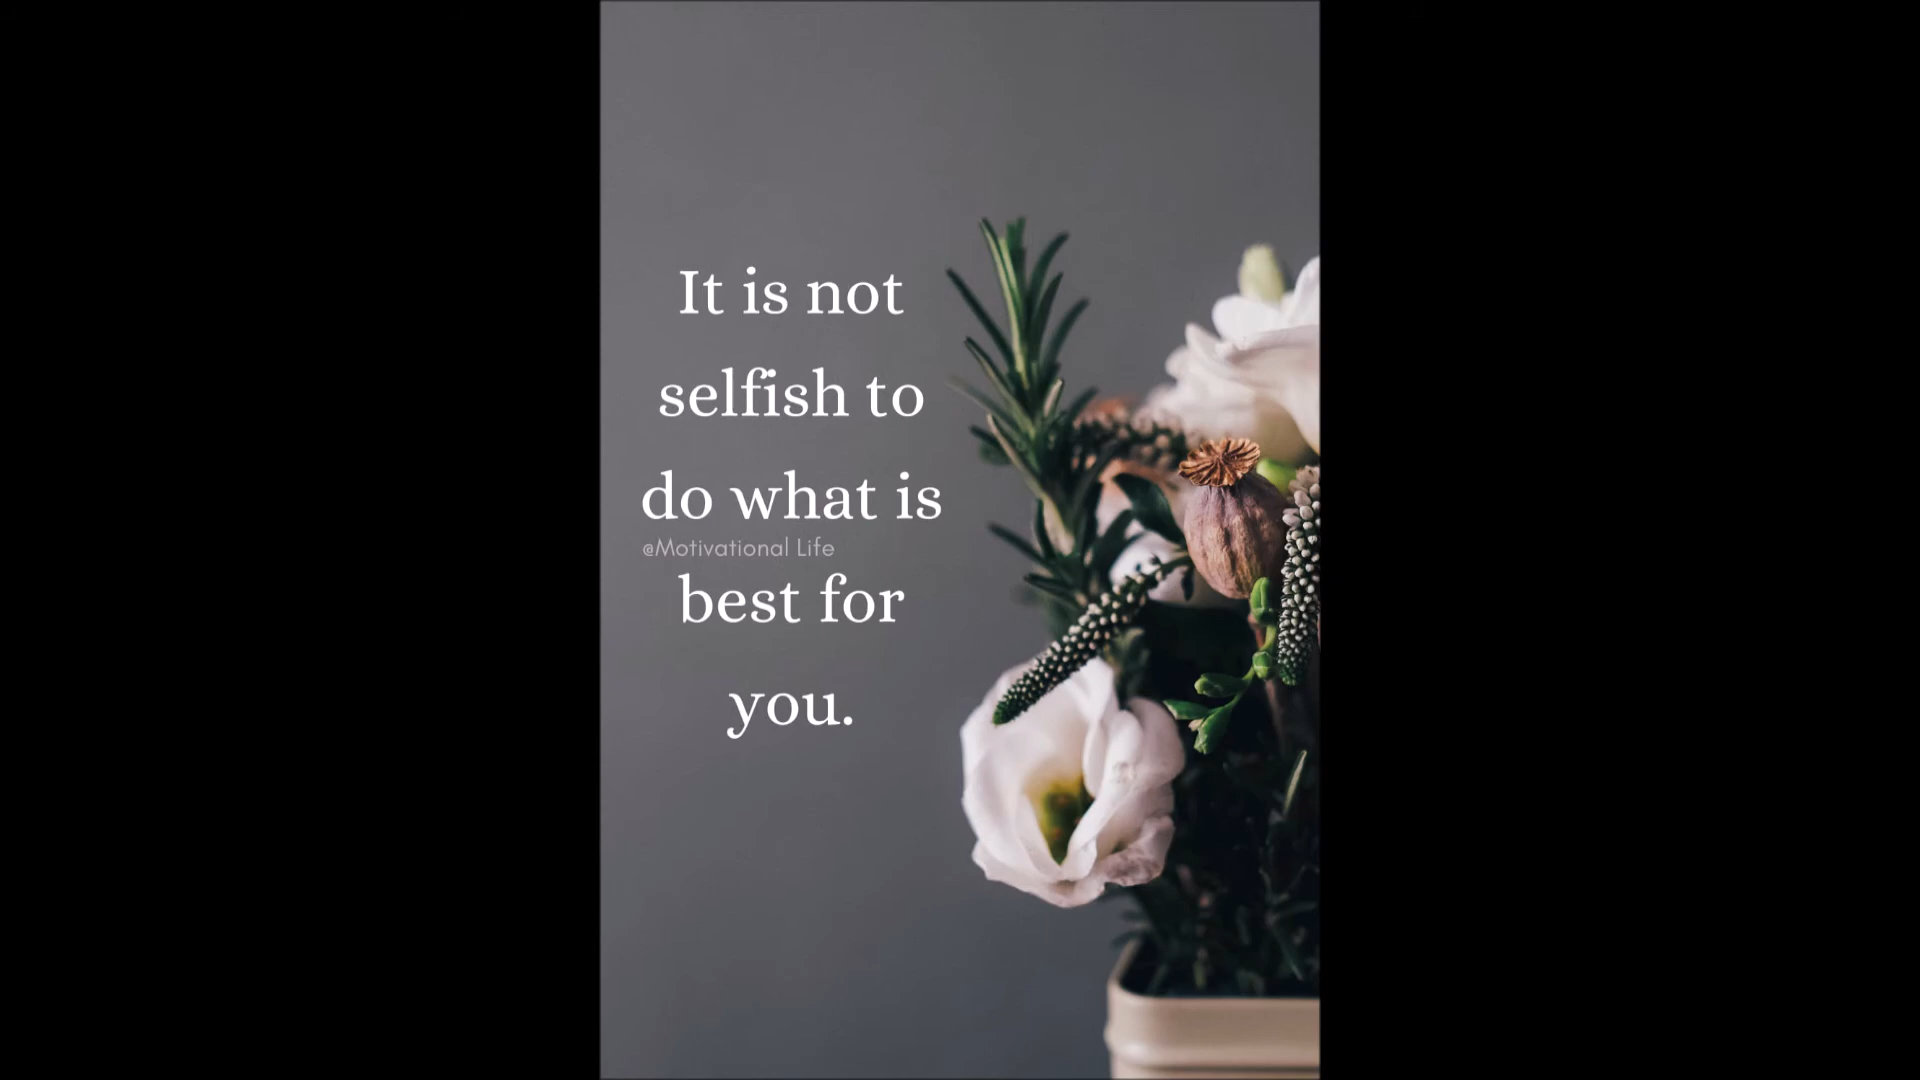 It is not
selfish to
do what is
@Motivational Life
best for
you.